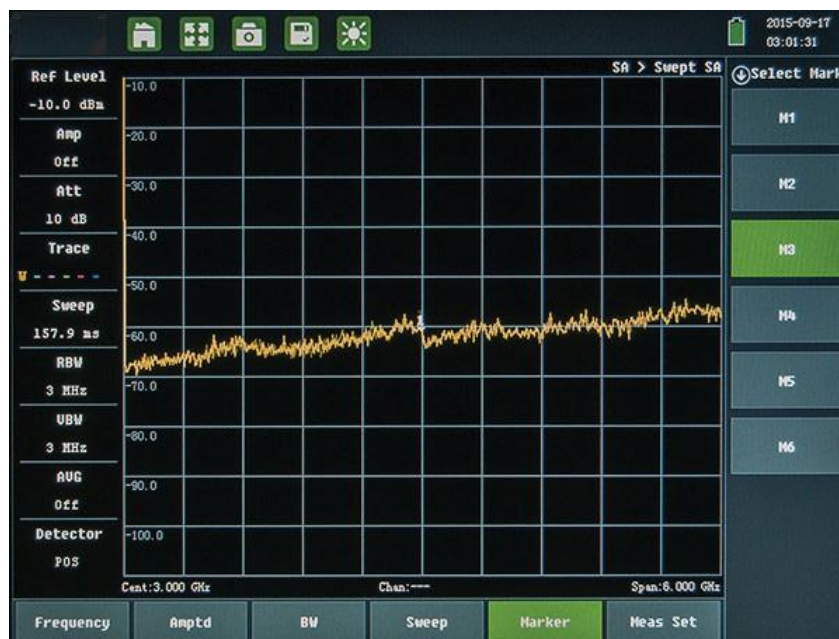 2015-09-17
03:01:31
SA > Swept SA
Select Mark
Ref Level
-10.0 dBm
Amp
Off
Att
10 dB
Trace
Sweep
157.9 ms
RBW
3 MHz
VBW
3 MHz
AVG
Off
Detector
POS
-10.0
-20.0
-30.0
-40.0
-50.0
-60.0
-70.0
-80.0
-90.0
-100.0
M1
M2
M3
M4
M5
M6
Cent:3.000 GHz Chan:--- Span:6.000 GHz
Frequency Amptd BW Sweep Marker Meas Set